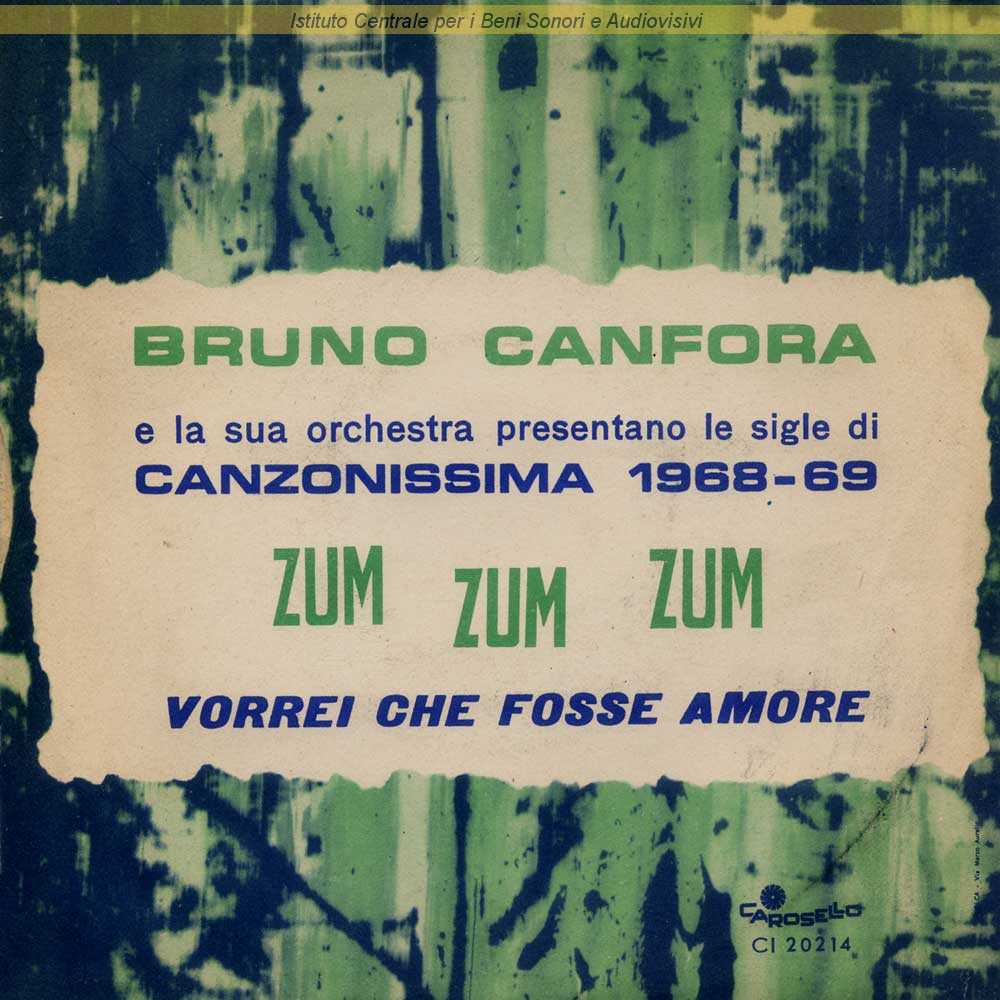 Istituto Centrale per i Beni Sonori e Audiovisivi
BRUNO CANFORA
e la sua orchestra presentano le sigle di
CANZONISSIMA 1968-69
ZUM ZUM ZUM
VORREI CHE FOSSE AMORE
CAROSELLO
CI 20214